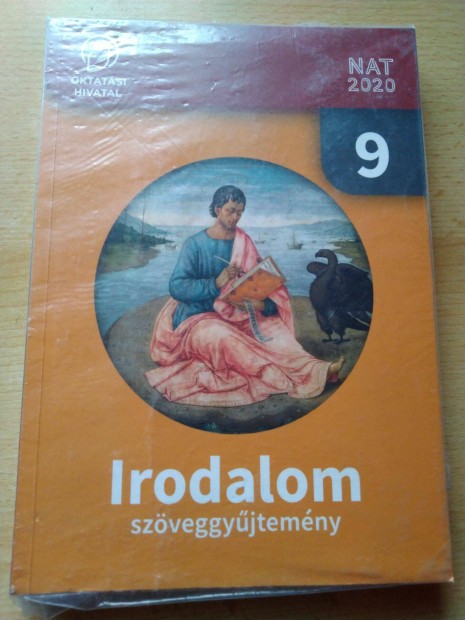 OKTATÁSI
HIVATAL
NAT
2020
9
Irodalom
szöveggyűjtemény